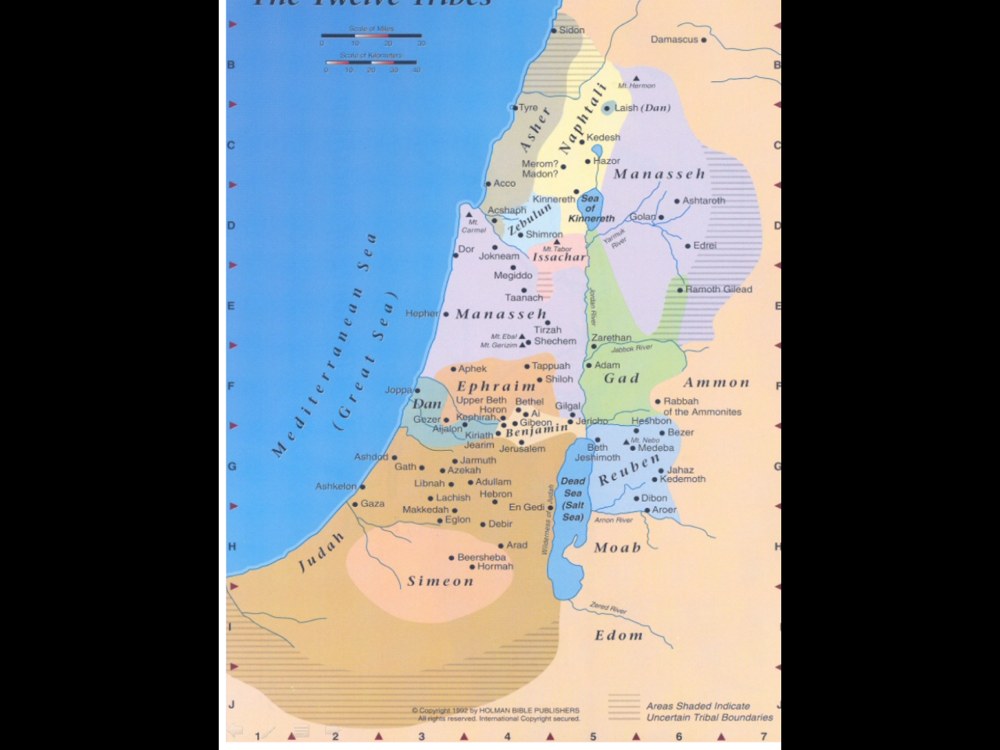 The Twelve Tribes
Scale of Miles
0 10 20 30
Scale of Kilometers
0 10 20 30 40
Sidon
Damascus
B
B
Mt. Hermon
Tyre
Laish (Dan)
Asher
Naphtali
Kedesh
C
C
Hazor
Merom?
Madon?
Manasseh
Acco
Kinnereth
Sea
of
Kinnereth
Ashtaroth
Acshaph
Zebulun
Golan
Mt.
Carmel
D
D
Shimron
Yarmuk
River
Mt. Tabor
Edrei
Dor
Jokneam
Issachar
Megiddo
Ramoth Gilead
Taanach
Jordan River
E
E
Mediterranean Sea
(Great Sea)
Hepher
Manasseh
Tirzah
Mt. Ebal
Mt. Gerizim
Shechem
Zarethan
Jabbok River
Aphek
Tappuah
Adam
Shiloh
Gad
Ammon
F
F
Joppa
Ephraim
Dan
Upper Beth
Horon
Bethel
Ai
Gilgal
Rabbah
of the Ammonites
Gezer
Kephirah
Gibeon
Jericho
Heshbon
Aijalon
Kiriath
Jearim
Benjamin
Bezer
Mt. Nebo
Jerusalem
Beth
Jeshimoth
Medeba
Ashdod
Jarmuth
Gath
Azekah
Reuben
G
G
Jahaz
Kedemoth
Ashkelon
Libnah
Adullam
Dead
Sea
(Salt
Sea)
Hebron
Lachish
Dibon
Gaza
Makkedah
En Gedi
Aroer
Eglon
Debir
Arnon River
Wilderness of Judah
Judah
Arad
Moab
H
H
Beersheba
Hormah
Simeon
Zered River
I
I
Edom
J
J
© Copyright 1992 by HOLMAN BIBLE PUBLISHERS
All rights reserved. International Copyright secured.
Areas Shaded Indicate
Uncertain Tribal Boundaries
1 2 3 4 5 6 7